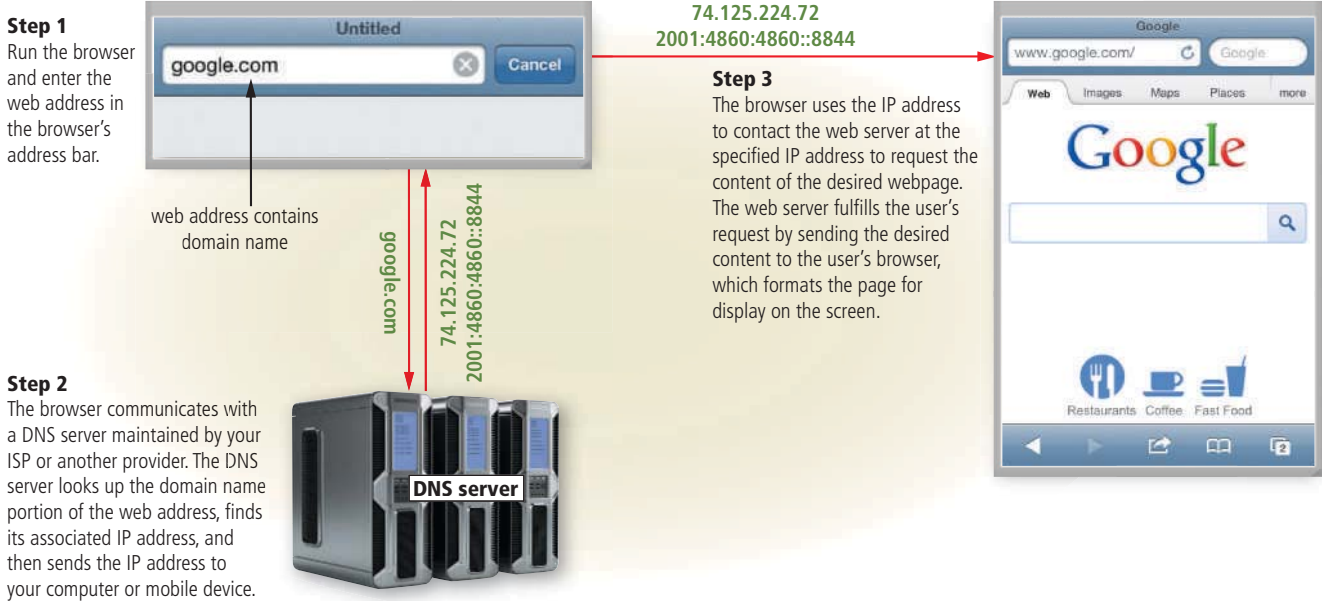 Step 1
Run the browser
and enter the
web address in
the browser's
address bar.
Untitled
google.com
Cancel
web address contains
domain name
google.com
74.125.224.72
2001:4860:4860::8844
Step 2
The browser communicates with
a DNS server maintained by your
ISP or another provider. The DNS
server looks up the domain name
portion of the web address, finds
its associated IP address, and
then sends the IP address to
your computer or mobile device.
DNS server
74.125.224.72
2001:4860:4860::8844
Step 3
The browser uses the IP address
to contact the web server at the
specified IP address to request the
content of the desired webpage.
The web server fulfills the user's
request by sending the desired
content to the user's browser,
which formats the page for
display on the screen.
Google
www.google.com/ Google
Web Images Maps Places more
Google
Restaurants Coffee Fast Food
2